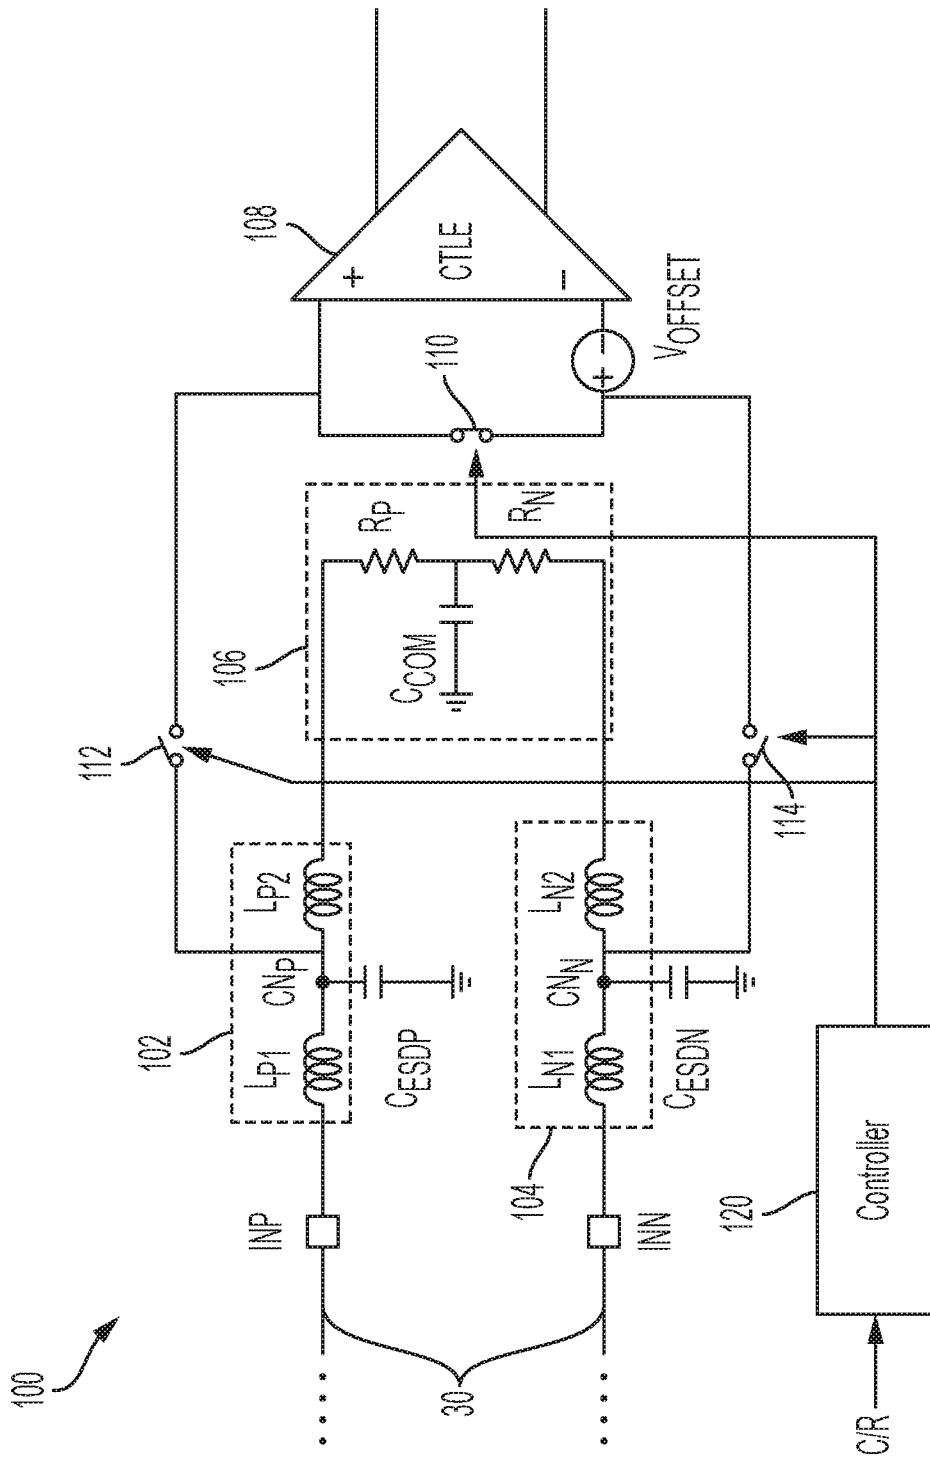 100
30
INP
INN
102
LP1
CNP
LP2
CESDP
104
LN1
CNN
LN2
CESDN
112
114
106
CCOM
RP
RN
110
108
+
CTLE
−
+
−
VOFFSET
C/R
120
Controller